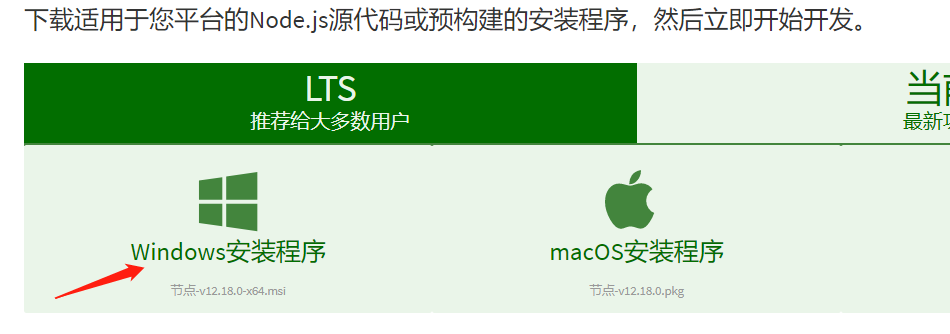 下载适用于您平台的Node.js源代码或预构建的安装程序，然后立即开始开发。
LTS
推荐给大多数用户
当前
最新
Windows安装程序
macOS安装程序
节点-v12.18.0-x64.msi
节点-v12.18.0.pkg